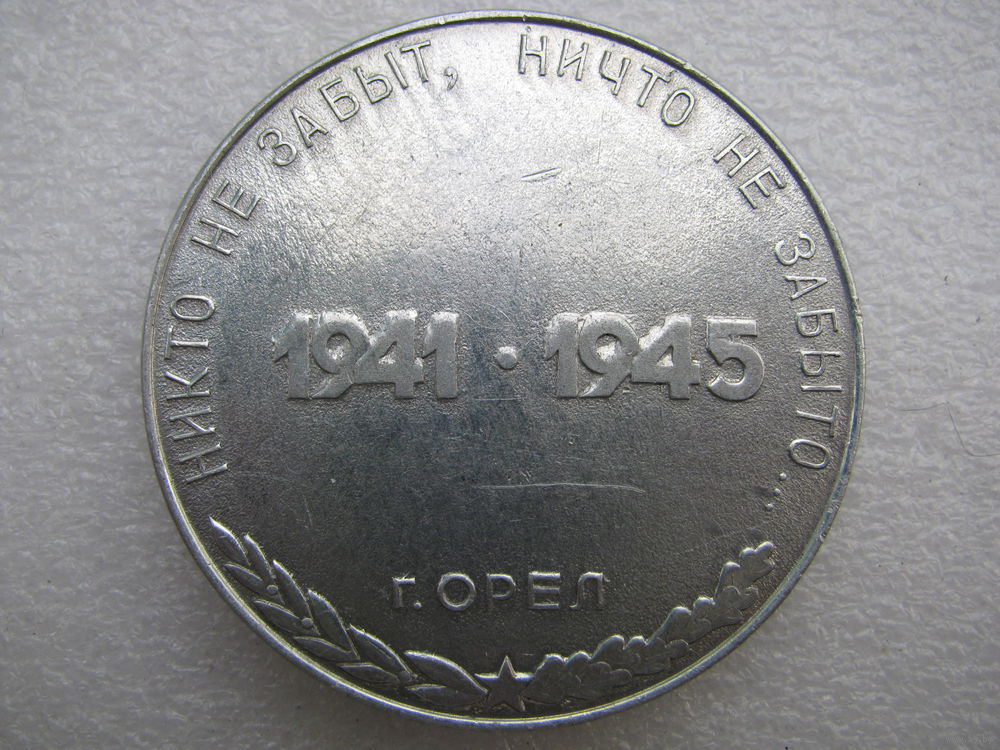 НИКТО НЕ ЗАБЫТ, НИЧТО НЕ ЗАБЫТО...
1941 • 1945
г. ОРЕЛ